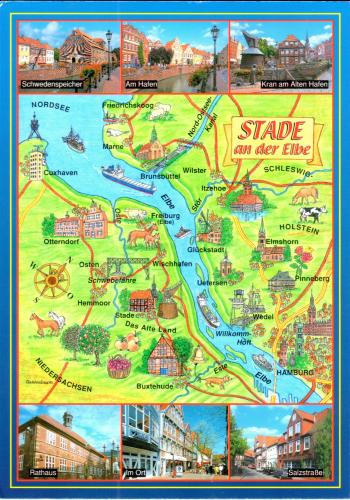 Schwedenspeicher
Am Hafen
Kran am Alten Hafen
NORDSEE
Friedrichskoog
Nord-Ostsee-
Kanal
STADE
an der Elbe
Marne
Cuxhaven
Brunsbüttel
Wilster
Itzehoe
SCHLESWIG-
Elbe
Stör
Otterndorf
Ost
Freiburg
(Elbe)
HOLSTEIN
Glückstadt
Elmshorn
Osten
Wischhafen
Schwebefähre
Uetersen
Pinneberg
N
W
O
S
Hemmoor
Stade
Wedel
Das Alte Land
Willkomm-
Höft
NIEDERSACHSEN
Buxtehude
Este
Elbe
HAMBURG
Rathaus
Im Ort
Salzstraße